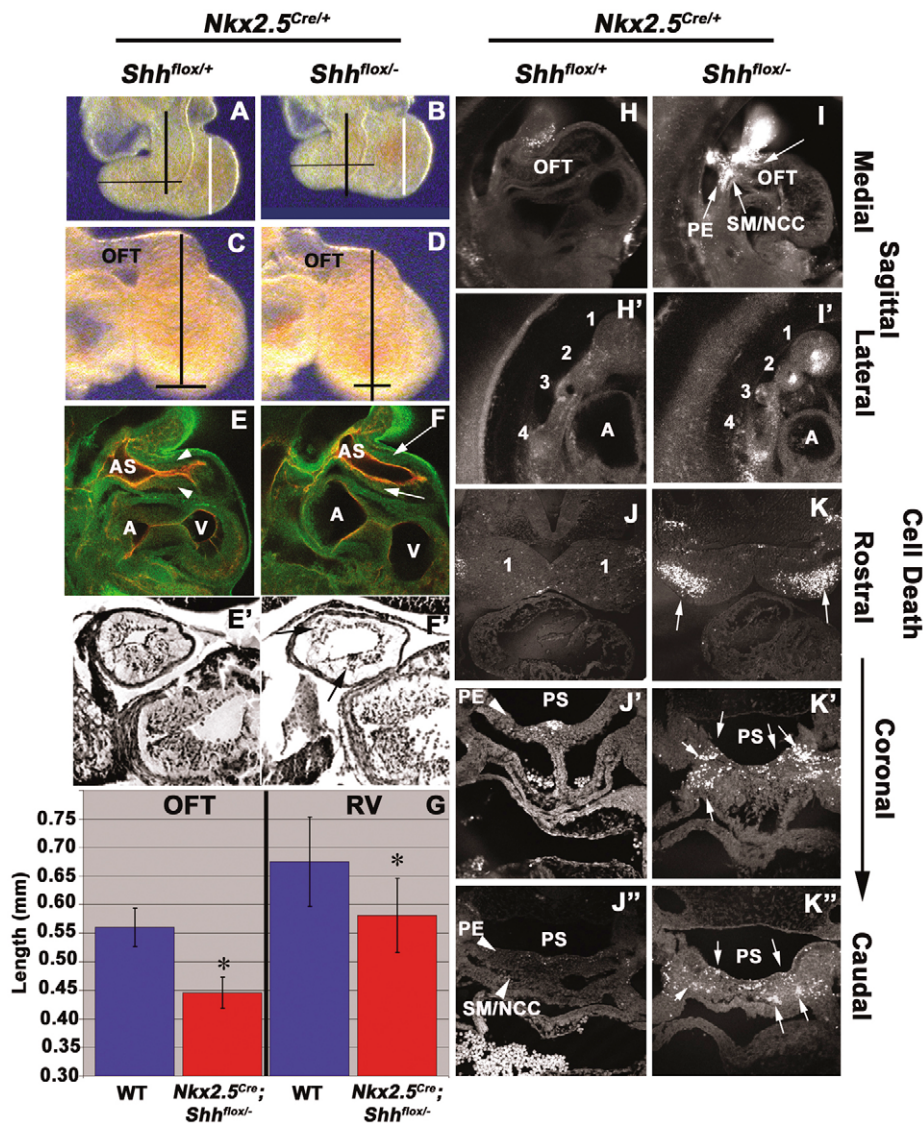 Nkx2.5Cre/+
Nkx2.5Cre/+
Shhflox/+
Shhflox/-
Shhflox/+
Shhflox/-
A
B
C
OFT
D
OFT
E
AS
A
V
F
AS
A
V
E'
F'
OFT
RV
G
0.75
0.70
0.65
0.60
0.55
0.50
0.45
0.40
0.35
0.30
Length (mm)
*
*
WT
Nkx2.5Cre;
Shhflox/-
WT
Nkx2.5Cre;
Shhflox/-
H
OFT
I
OFT
PE
SM/NCC
H'
1
2
3
4
A
I'
1
2
3
4
A
J
1
1
K
J'
PE
PS
K'
PS
J"
PE
PS
SM/NCC
K"
PS
Medial
Lateral
Sagittal
Rostral
Caudal
Coronal
Cell Death